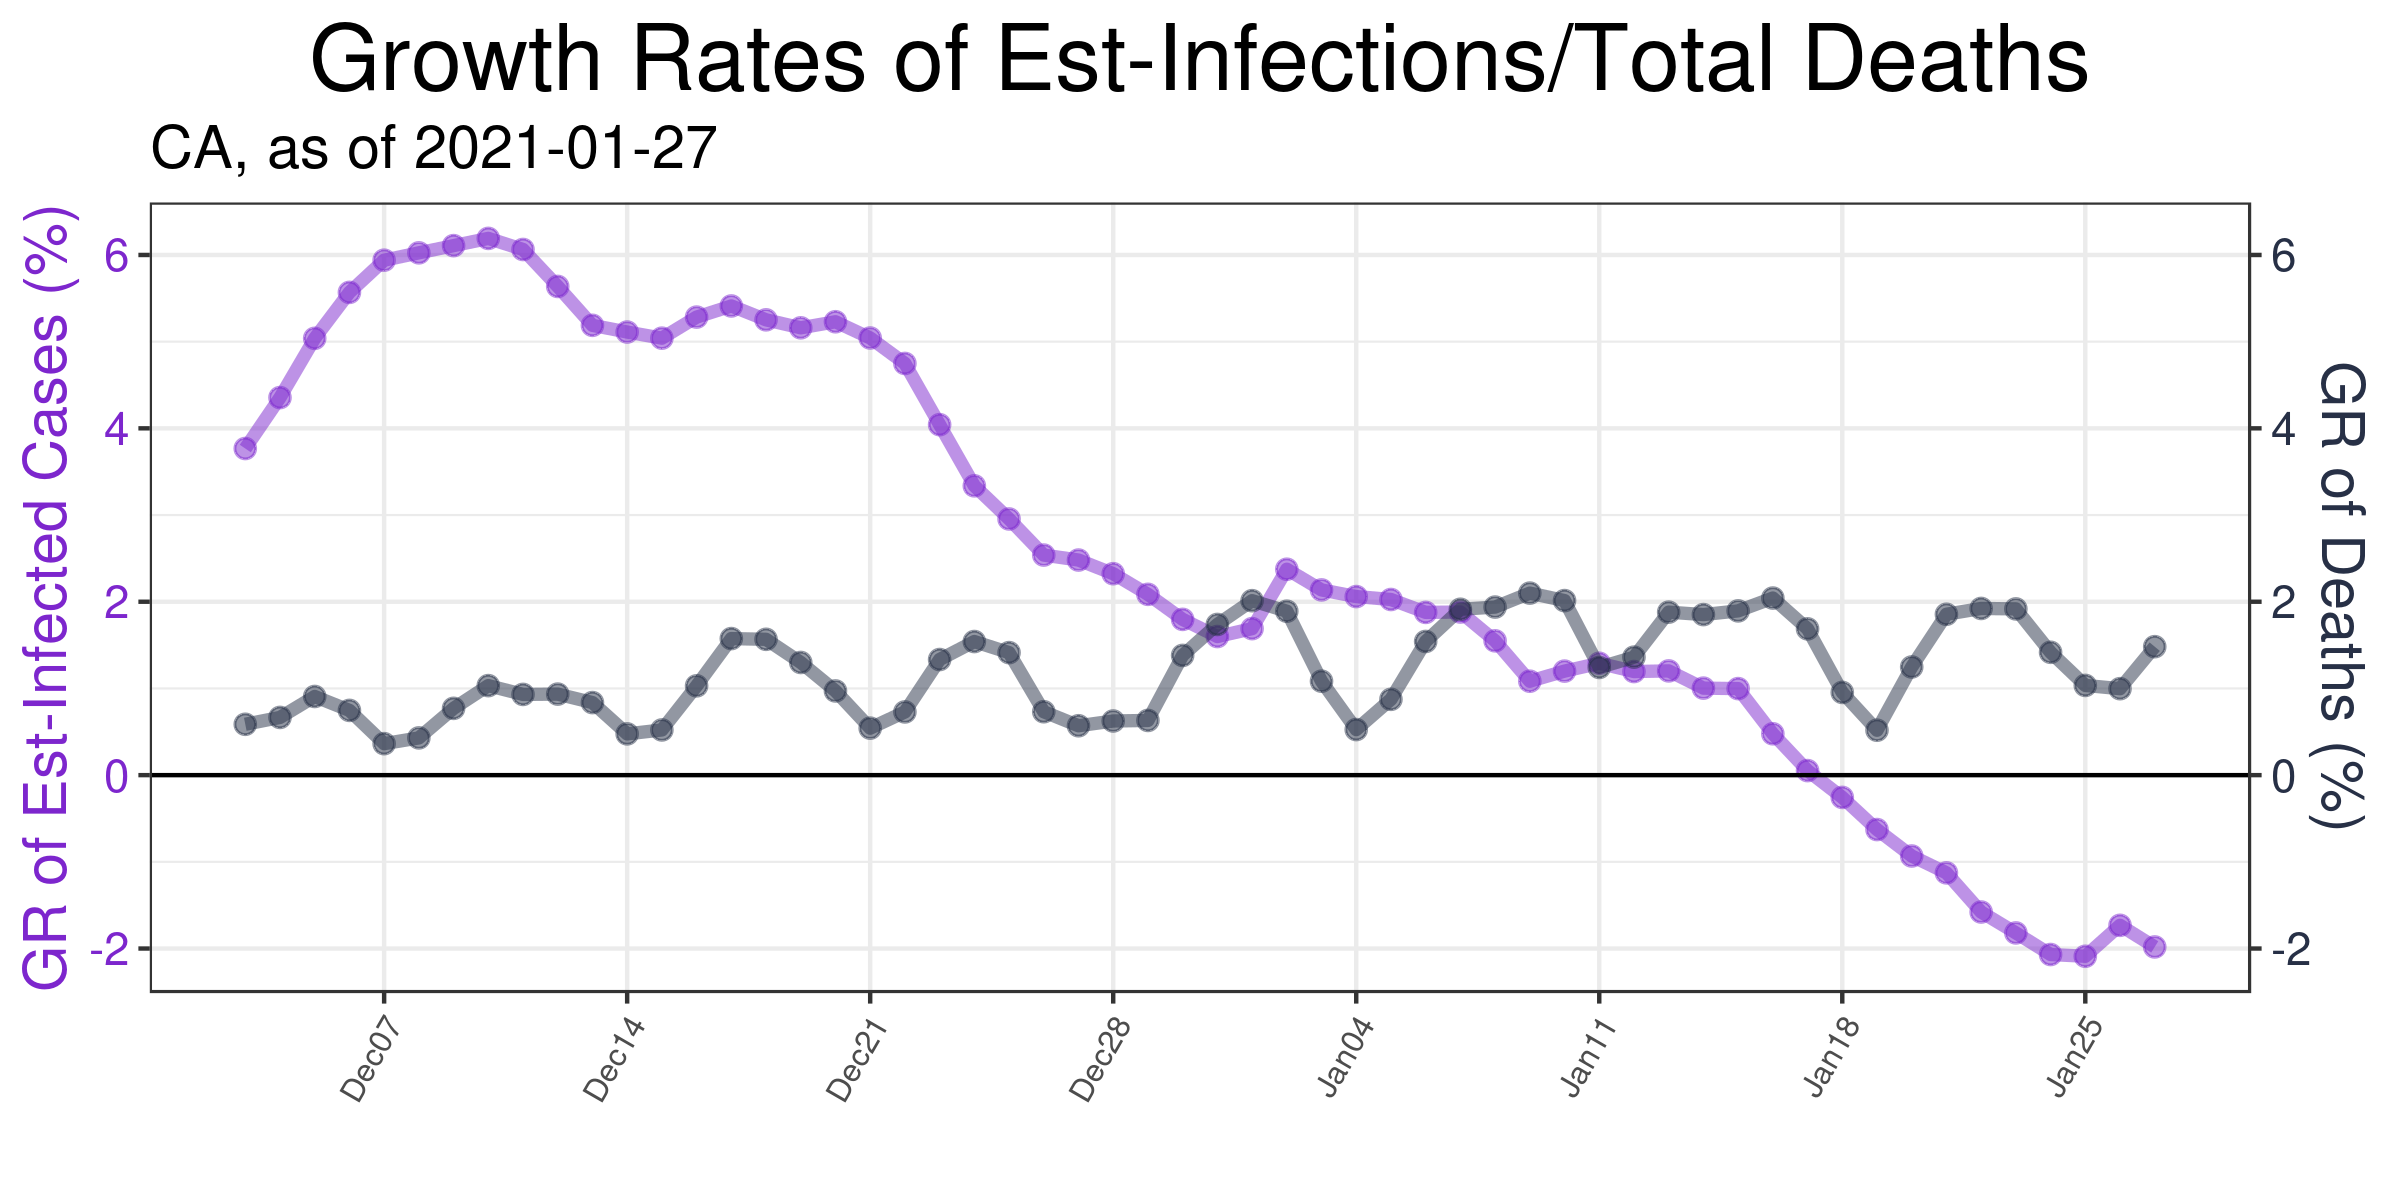 Growth Rates of Est-Infections/Total Deaths
CA, as of 2021-01-27
GR of Est-Infected Cases (%)
6
4
2
0
-2
6
4
2
0
-2
GR of Deaths (%)
Dec07
Dec14
Dec21
Dec28
Jan04
Jan11
Jan18
Jan25